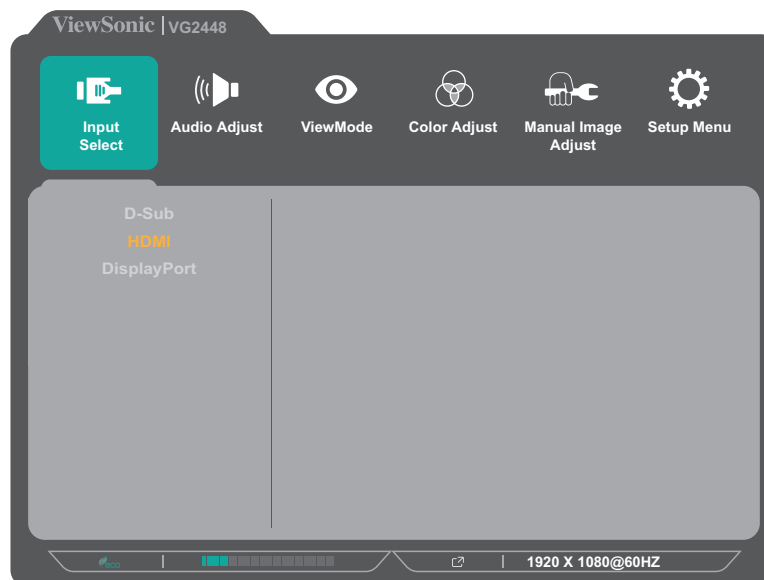 ViewSonic | VG2448
Input
Select
Audio Adjust
ViewMode
Color Adjust
Manual Image
Adjust
Setup Menu
D-Sub
HDMI
DisplayPort
eco
1920 X 1080@60HZ